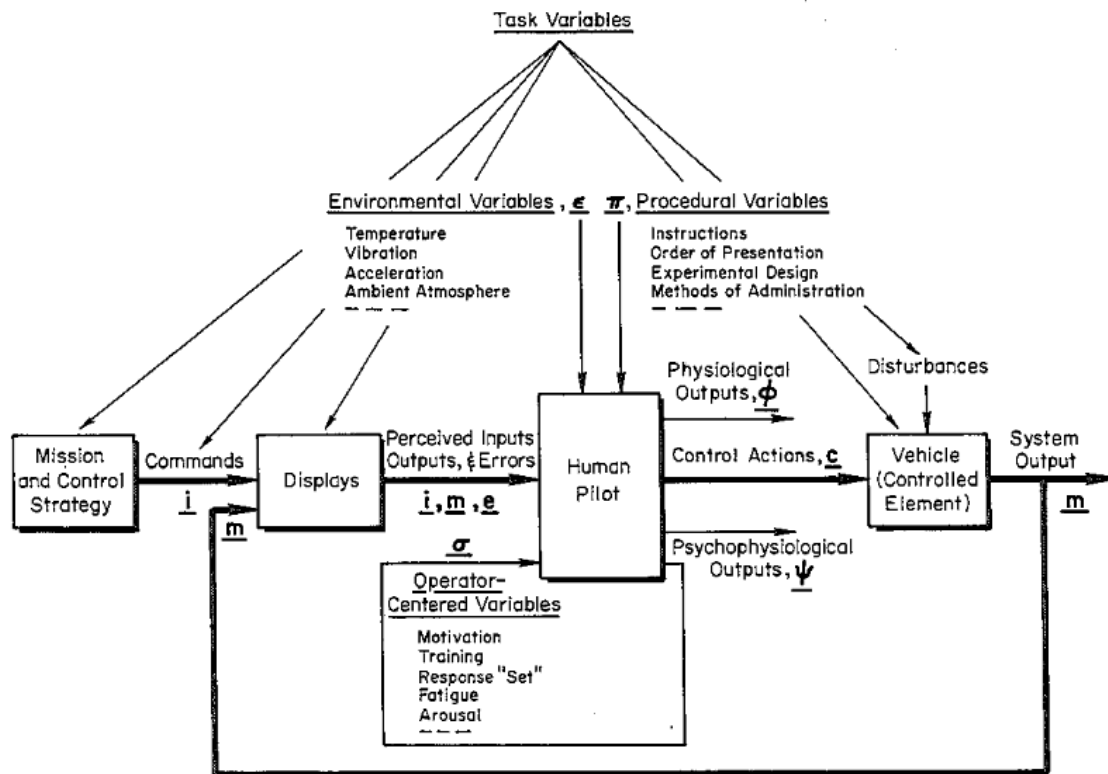 Task Variables
Environmental Variables, ϵ π, Procedural Variables
Temperature
Vibration
Acceleration
Ambient Atmosphere
Instructions
Order of Presentation
Experimental Design
Methods of Administration
Physiological
Outputs, ϕ
Disturbances
Mission
and Control
Strategy
Commands
i
m
Displays
Perceived Inputs
Outputs, & Errors
i, m, e
Human
Pilot
Control Actions, c
Vehicle
(Controlled
Element)
System
Output
m
Psychophysiological
Outputs, ψ
σ
Operator-
Centered Variables
Motivation
Training
Response "Set"
Fatigue
Arousal